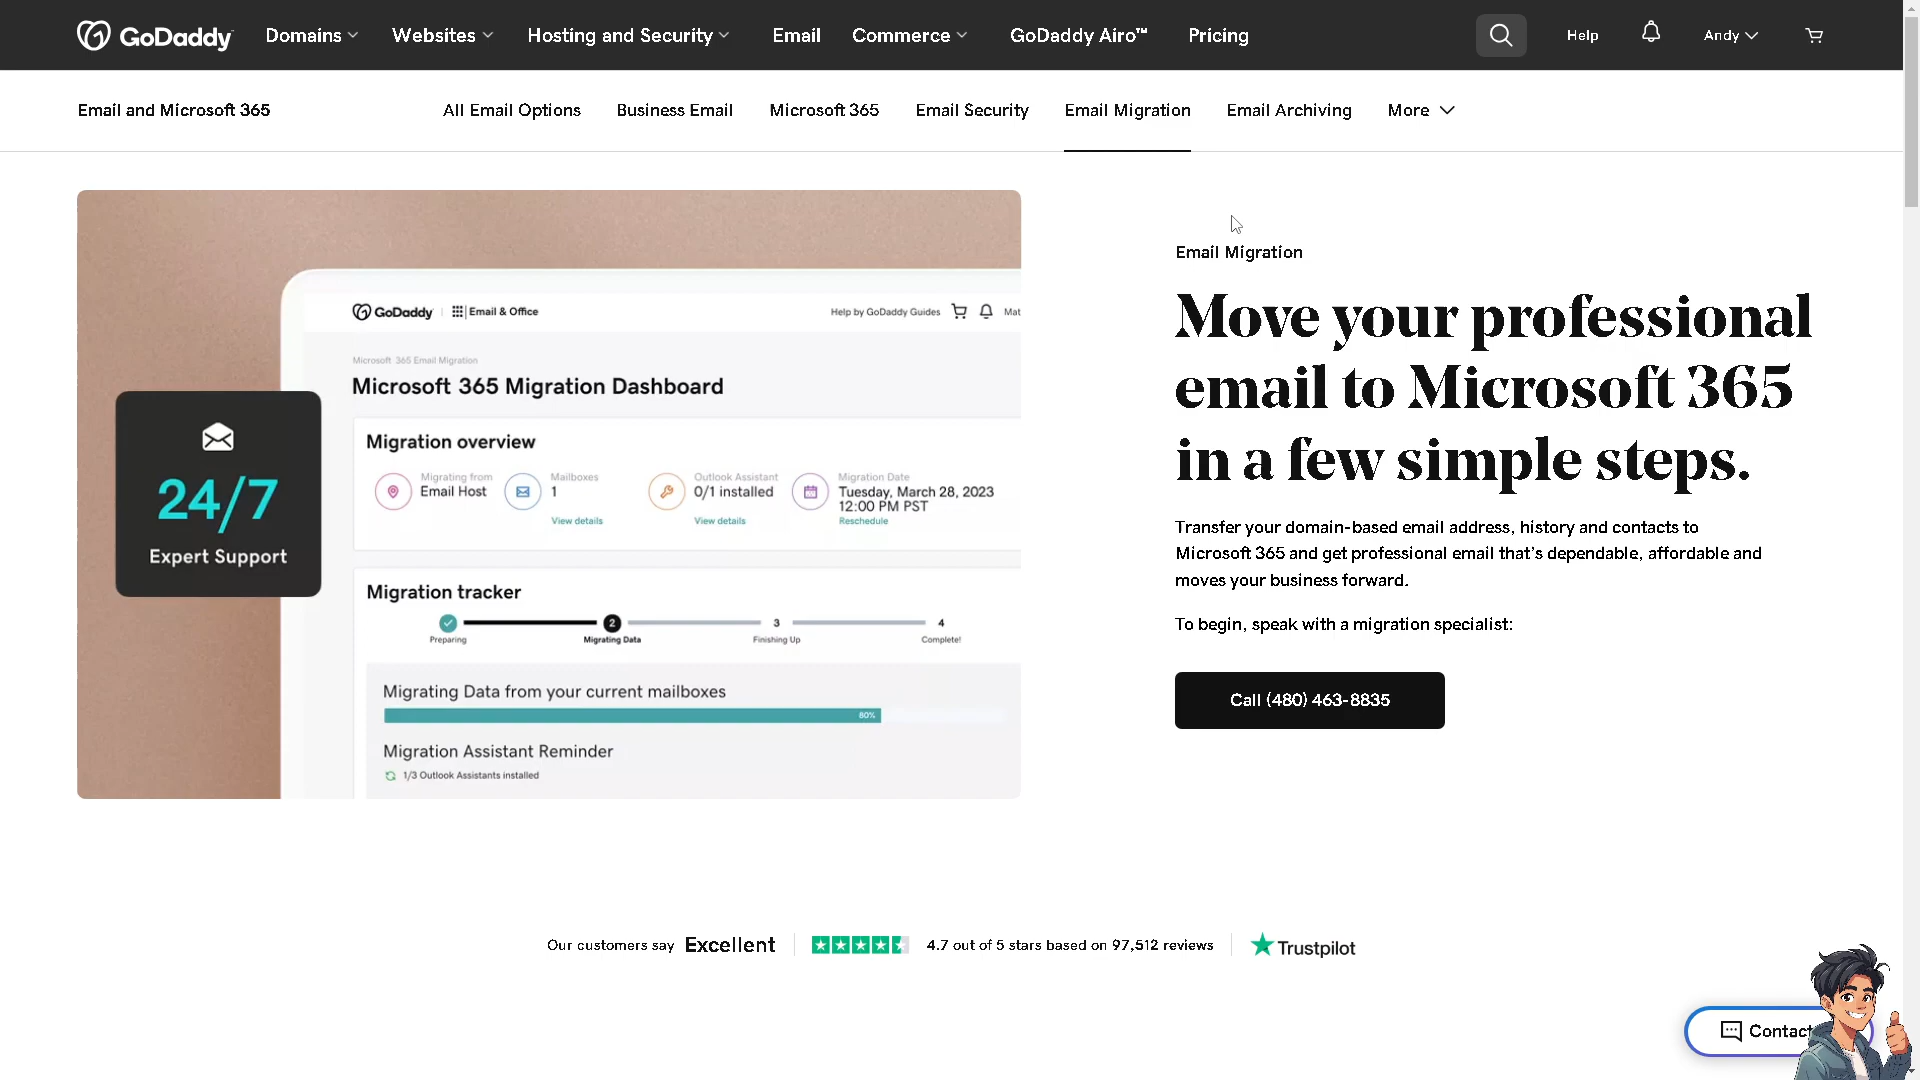 GoDaddy
Domains
Websites
Hosting and Security
Email
Commerce
GoDaddy Airo™
Pricing
Help
Andy
Email and Microsoft 365
All Email Options
Business Email
Microsoft 365
Email Security
Email Migration
Email Archiving
More
GoDaddy
Email & Office
Help by GoDaddy Guides
Mat
Microsoft 365 Email Migration
Microsoft 365 Migration Dashboard
Migration overview
Migrating from
Email Host
Mailboxes
1
View details
Outlook Assistant
0/1 installed
View details
Migration Date
Tuesday, March 28, 2023
12:00 PM PST
Reschedule
24/7
Expert Support
Migration tracker
2
3
4
Preparing
Migrating Data
Finishing Up
Complete!
Migrating Data from your current mailboxes
80%
Migration Assistant Reminder
1/3 Outlook Assistants installed
Email Migration
Move your professional
email to Microsoft 365
in a few simple steps.
Transfer your domain-based email address, history and contacts to
Microsoft 365 and get professional email that's dependable, affordable and
moves your business forward.
To begin, speak with a migration specialist:
Call (480) 463-8835
Our customers say Excellent
4.7 out of 5 stars based on 97,512 reviews
Trustpilot
Contact